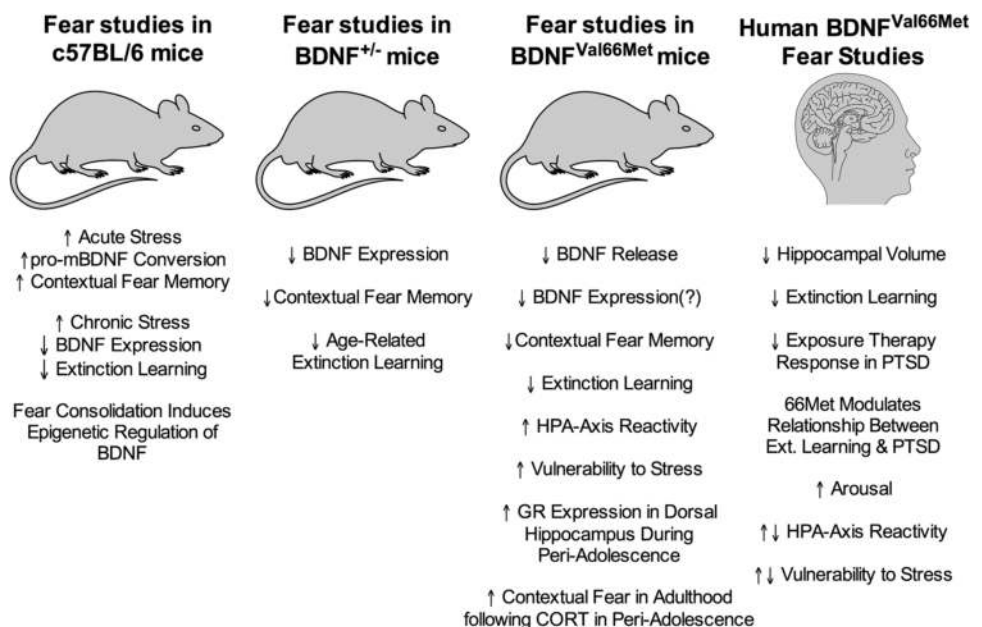 Fear studies in
c57BL/6 mice
↑ Acute Stress
↑pro-mBDNF Conversion
↑ Contextual Fear Memory
↑ Chronic Stress
↓ BDNF Expression
↓ Extinction Learning
Fear Consolidation Induces
Epigenetic Regulation of
BDNF
Fear studies in
BDNF+/- mice
↓ BDNF Expression
↓Contextual Fear Memory
↓ Age-Related
Extinction Learning
Fear studies in
BDNFVal66Met mice
↓ BDNF Release
↓ BDNF Expression(?)
↓Contextual Fear Memory
↓ Extinction Learning
↑ HPA-Axis Reactivity
↑ Vulnerability to Stress
↑ GR Expression in Dorsal
Hippocampus During
Peri-Adolescence
↑ Contextual Fear in Adulthood
following CORT in Peri-Adolescence
Human BDNFVal66Met
Fear Studies
↓ Hippocampal Volume
↓ Extinction Learning
↓ Exposure Therapy
Response in PTSD
66Met Modulates
Relationship Between
Ext. Learning & PTSD
↑ Arousal
↑↓ HPA-Axis Reactivity
↑↓ Vulnerability to Stress